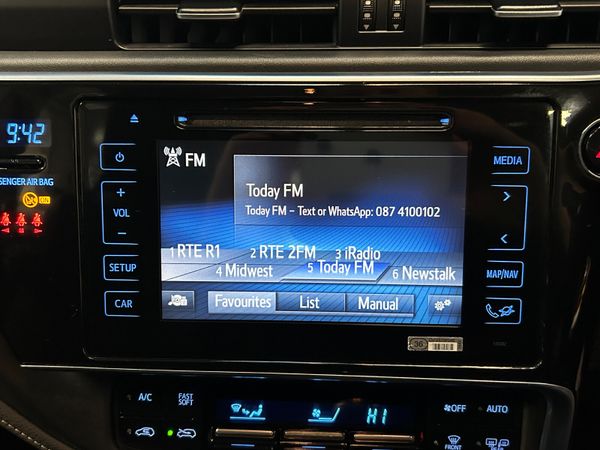 9:42
SENGER AIR BAG
ON
VOL
SETUP
CAR
FM
Today FM
Today FM – Text or WhatsApp: 087 4100102
1 RTE R1 2 RTE 2FM 3 iRadio
4 Midwest 5 Today FM 6 Newstalk
Favourites List Manual
MEDIA
MAP/NAV
36
A/C
FAST
SOFT
HI
OFF
AUTO
FRONT